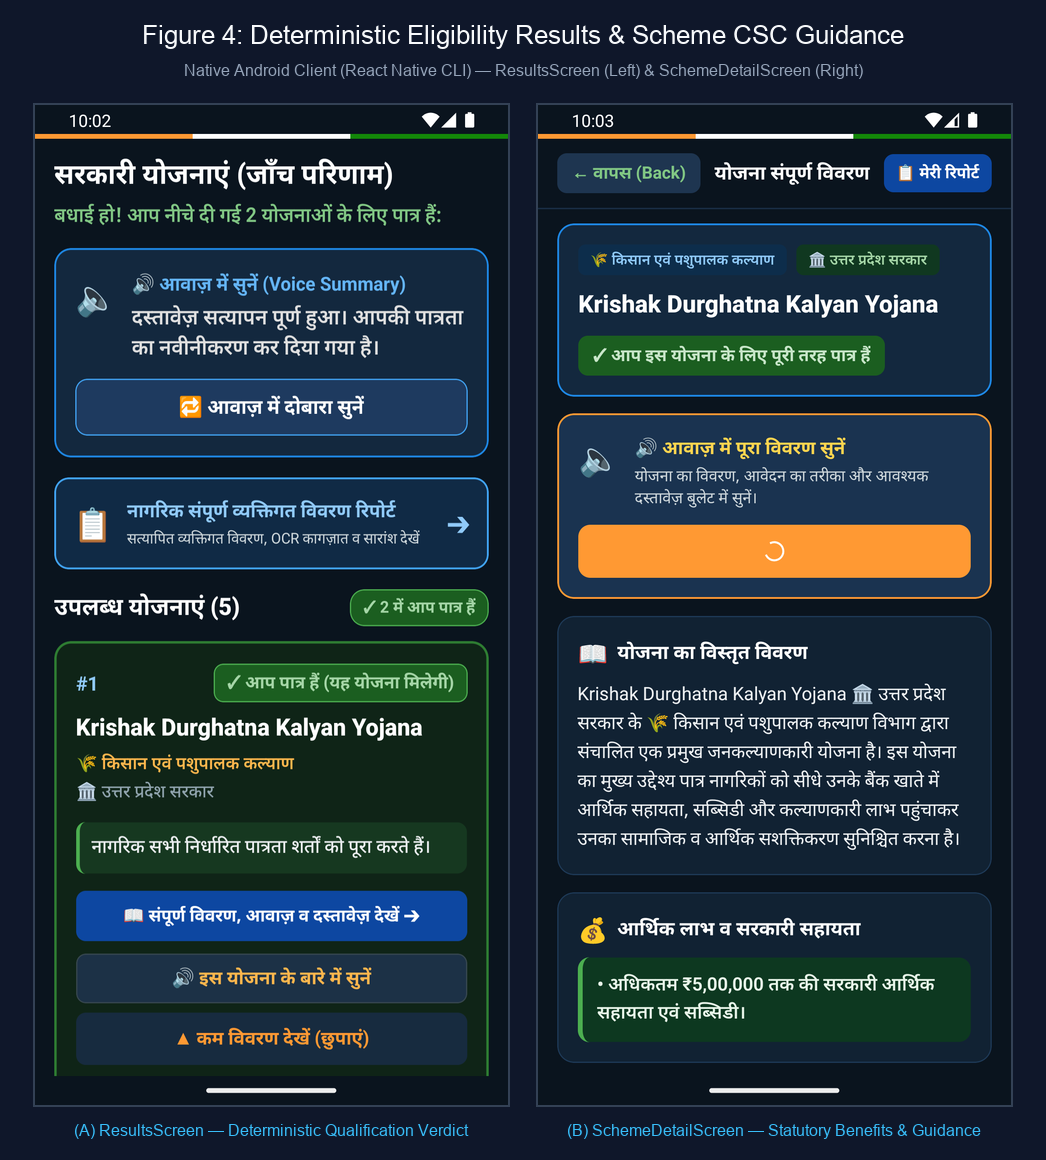 Figure 4: Deterministic Eligibility Results & Scheme CSC Guidance
Native Android Client (React Native CLI) — ResultsScreen (Left) & SchemeDetailScreen (Right)
10:02
सरकारी योजनाएं (जाँच परिणाम)
बधाई हो! आप नीचे दी गई 2 योजनाओं के लिए पात्र हैं:
🔊 आवाज़ में सुनें (Voice Summary)
दस्तावेज़ सत्यापन पूर्ण हुआ। आपकी पात्रता
का नवीनीकरण कर दिया गया है।
🔁 आवाज़ में दोबारा सुनें
नागरिक संपूर्ण व्यक्तिगत विवरण रिपोर्ट
सत्यापित व्यक्तिगत विवरण, OCR कागज़ात व सारांश देखें
➔
उपलब्ध योजनाएं (5)
✓ 2 में आप पात्र हैं
#1
✓ आप पात्र हैं (यह योजना मिलेगी)
Krishak Durghatna Kalyan Yojana
🌾 किसान एवं पशुपालक कल्याण
🏛️ उत्तर प्रदेश सरकार
नागरिक सभी निर्धारित पात्रता शर्तों को पूरा करते हैं।
📖 संपूर्ण विवरण, आवाज़ व दस्तावेज़ देखें ➔
🔊 इस योजना के बारे में सुनें
▲ कम विवरण देखें (छुपाएं)
(A) ResultsScreen — Deterministic Qualification Verdict
10:03
← वापस (Back)
योजना संपूर्ण विवरण
📋 मेरी रिपोर्ट
🌾 किसान एवं पशुपालक कल्याण
🏛️ उत्तर प्रदेश सरकार
Krishak Durghatna Kalyan Yojana
✓ आप इस योजना के लिए पूरी तरह पात्र हैं
🔊 आवाज़ में पूरा विवरण सुनें
योजना का विवरण, आवेदन का तरीका और आवश्यक
दस्तावेज़ बुलेट में सुनें।
📖 योजना का विस्तृत विवरण
Krishak Durghatna Kalyan Yojana 🏛️ उत्तर प्रदेश
सरकार के 🌾 किसान एवं पशुपालक कल्याण विभाग द्वारा
संचालित एक प्रमुख जनकल्याणकारी योजना है। इस योजना
का मुख्य उद्देश्य पात्र नागरिकों को सीधे उनके बैंक खाते में
आर्थिक सहायता, सब्सिडी और कल्याणकारी लाभ पहुंचाकर
उनका सामाजिक व आर्थिक सशक्तिकरण सुनिश्चित करना है।
💰 आर्थिक लाभ व सरकारी सहायता
• अधिकतम ₹5,00,000 तक की सरकारी आर्थिक
सहायता एवं सब्सिडी।
(B) SchemeDetailScreen — Statutory Benefits & Guidance